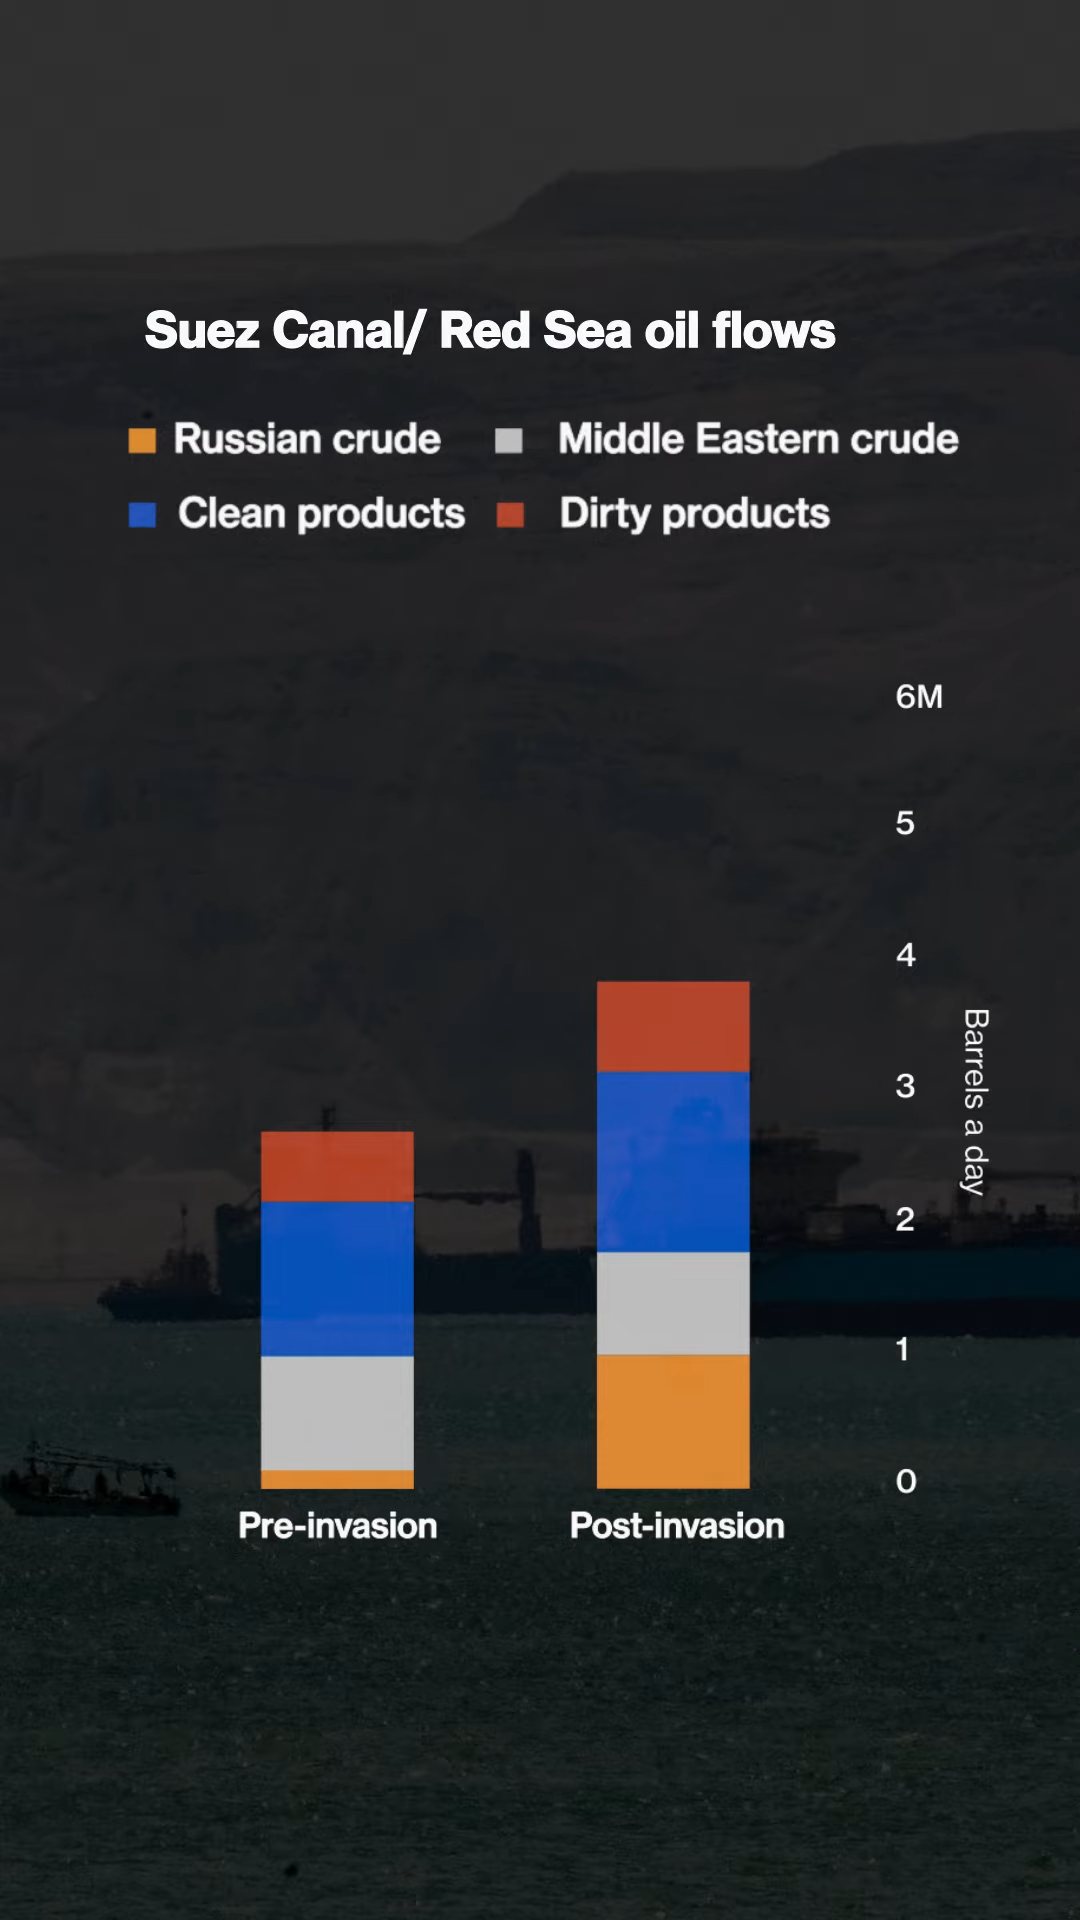 Suez Canal/ Red Sea oil flows
Russian crude
Middle Eastern crude
Clean products
Dirty products
6M
5
4
3
2
1
0
Barrels a day
Pre-invasion
Post-invasion